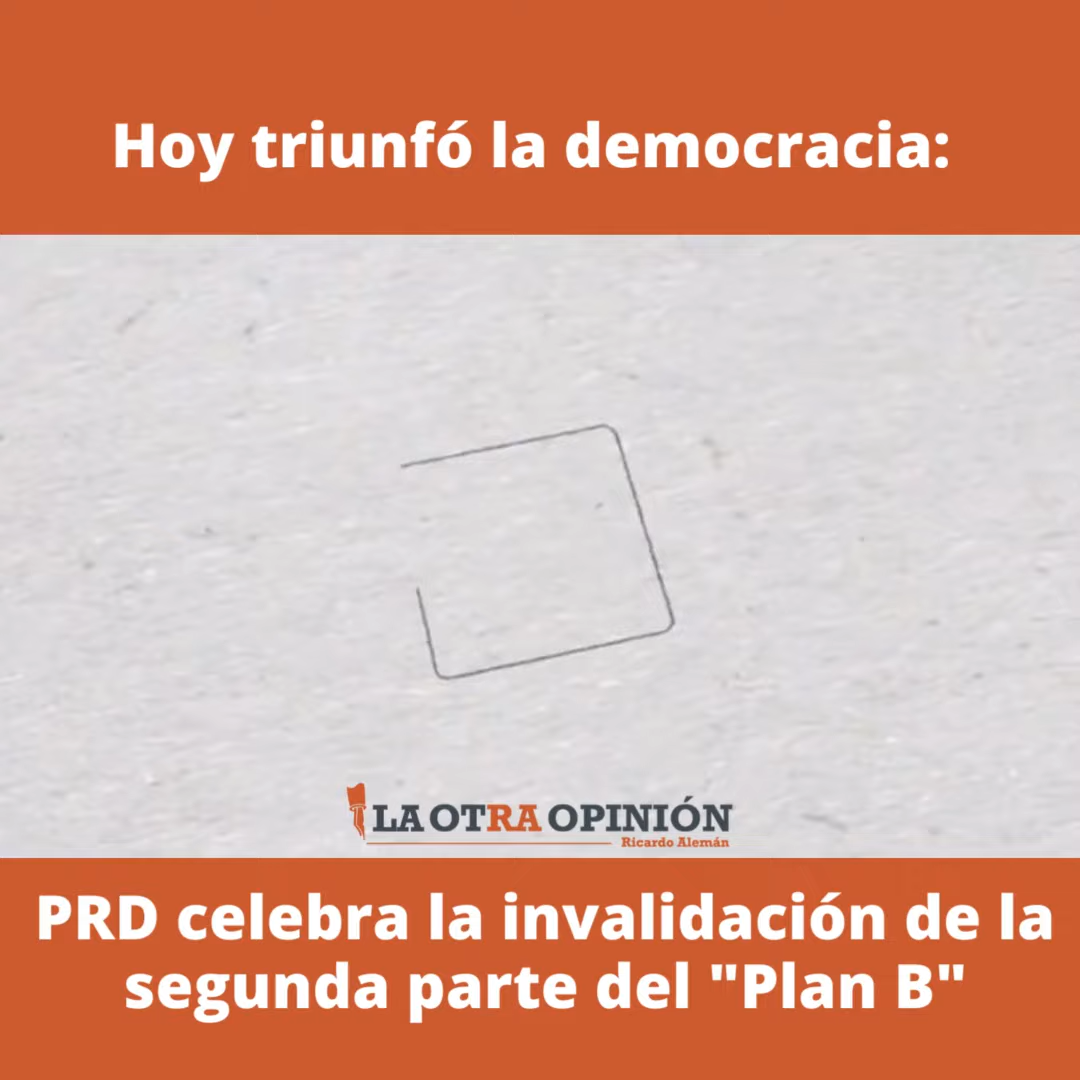 Hoy triunfó la democracia:
LA OTRA OPINIÓN
Ricardo Alemán
PRD celebra la invalidación de la
segunda parte del "Plan B"